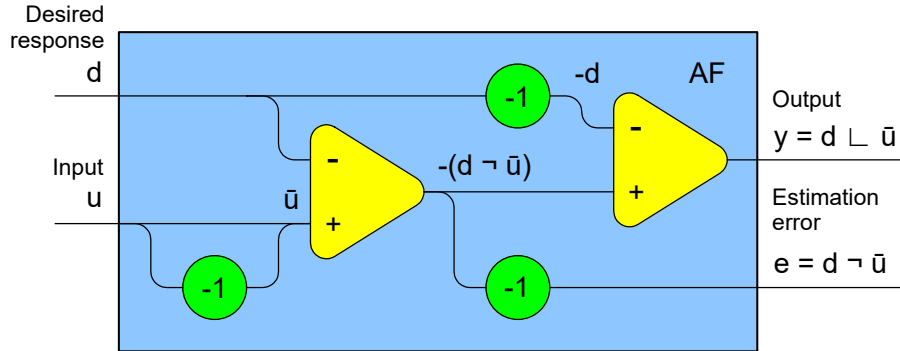 Desired
response
d
Input
u
ū
-1
-
+
-(d ¬ ū)
-1
-d
-
+
-1
AF
Output
y = d ∟ ū
Estimation
error
e = d ¬ ū